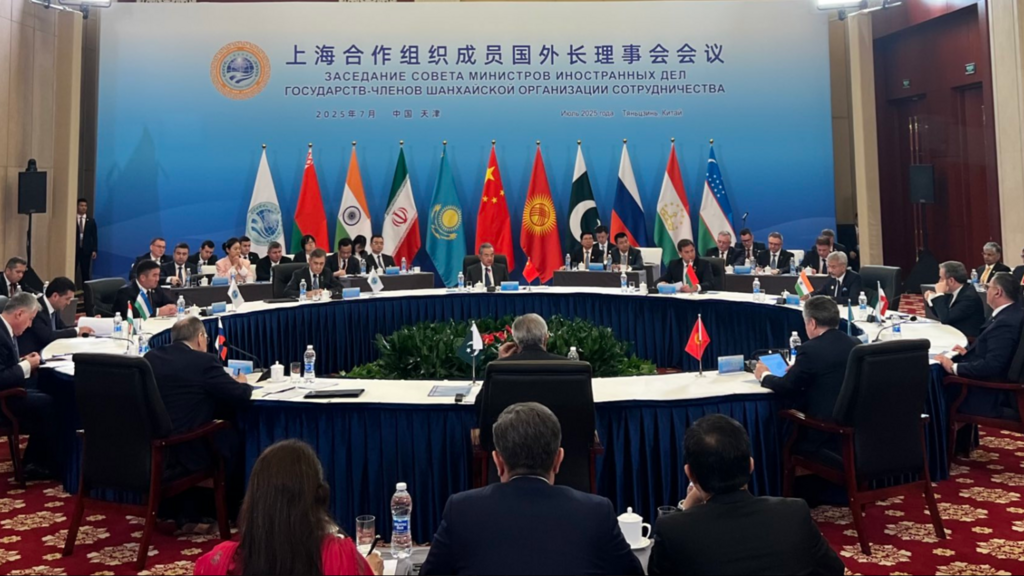 上海合作组织成员国外长理事会会议
ЗАСЕДАНИЕ СОВЕТА МИНИСТРОВ ИНОСТРАННЫХ ДЕЛ
ГОСУДАРСТВ-ЧЛЕНОВ ШАНХАЙСКОЙ ОРГАНИЗАЦИИ СОТРУДНИЧЕСТВА
2025年7月 中国 天津 Июль 2025 года Тяньцзинь, Китай